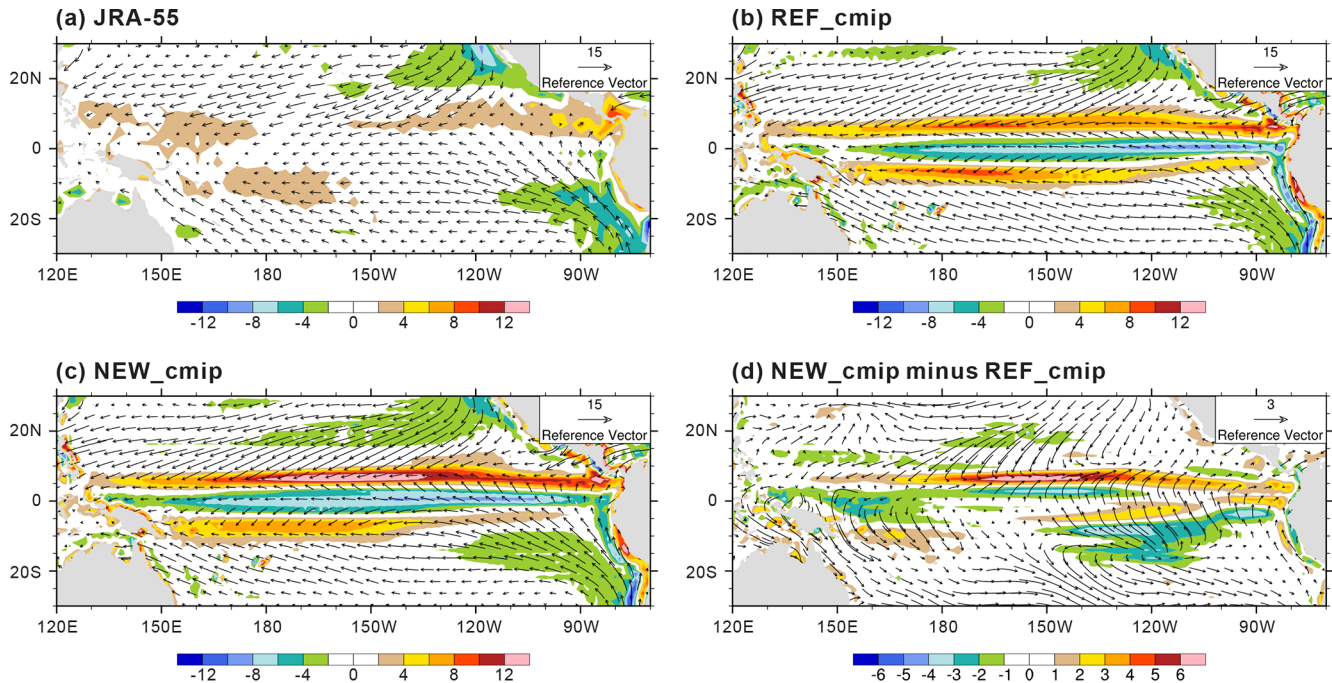 (a) JRA-55
15
Reference Vector
20N
0
20S
120E 150E 180 150W 120W 90W
-12 -8 -4 0 4 8 12
(b) REF_cmip
15
Reference Vector
20N
0
20S
120E 150E 180 150W 120W 90W
-12 -8 -4 0 4 8 12
(c) NEW_cmip
15
Reference Vector
20N
0
20S
120E 150E 180 150W 120W 90W
-12 -8 -4 0 4 8 12
(d) NEW_cmip minus REF_cmip
3
Reference Vector
20N
0
20S
120E 150E 180 150W 120W 90W
-6 -5 -4 -3 -2 -1 0 1 2 3 4 5 6